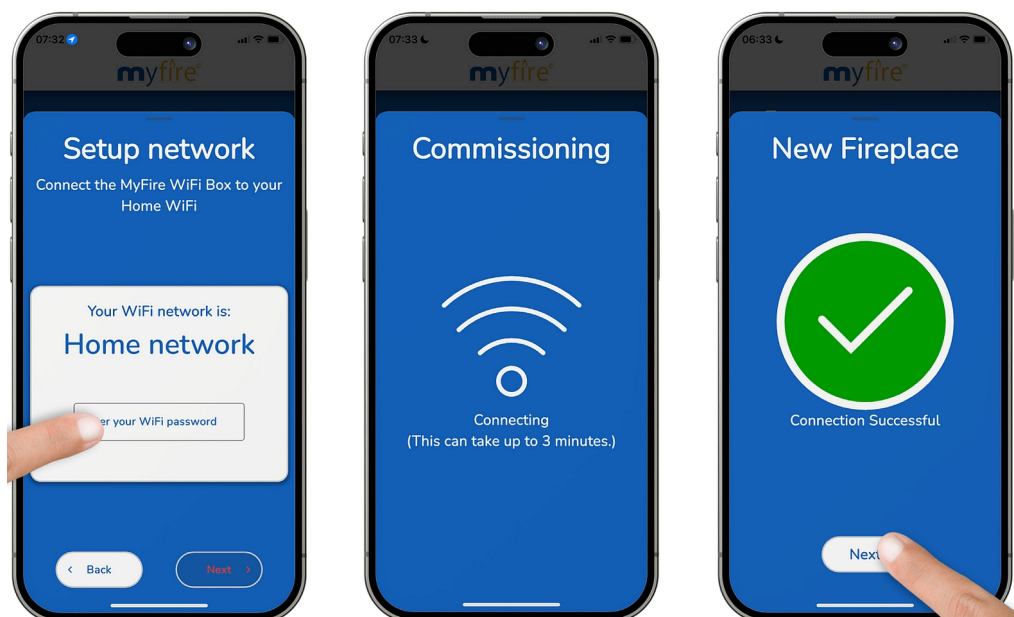 07:32
myfire
Setup network
Connect the MyFire WiFi Box to your
Home WiFi
Your WiFi network is:
Home network
er your WiFi password
Back
Next
07:33
myfire
Commissioning
Connecting
(This can take up to 3 minutes.)
06:33
myfire
New Fireplace
Connection Successful
Next